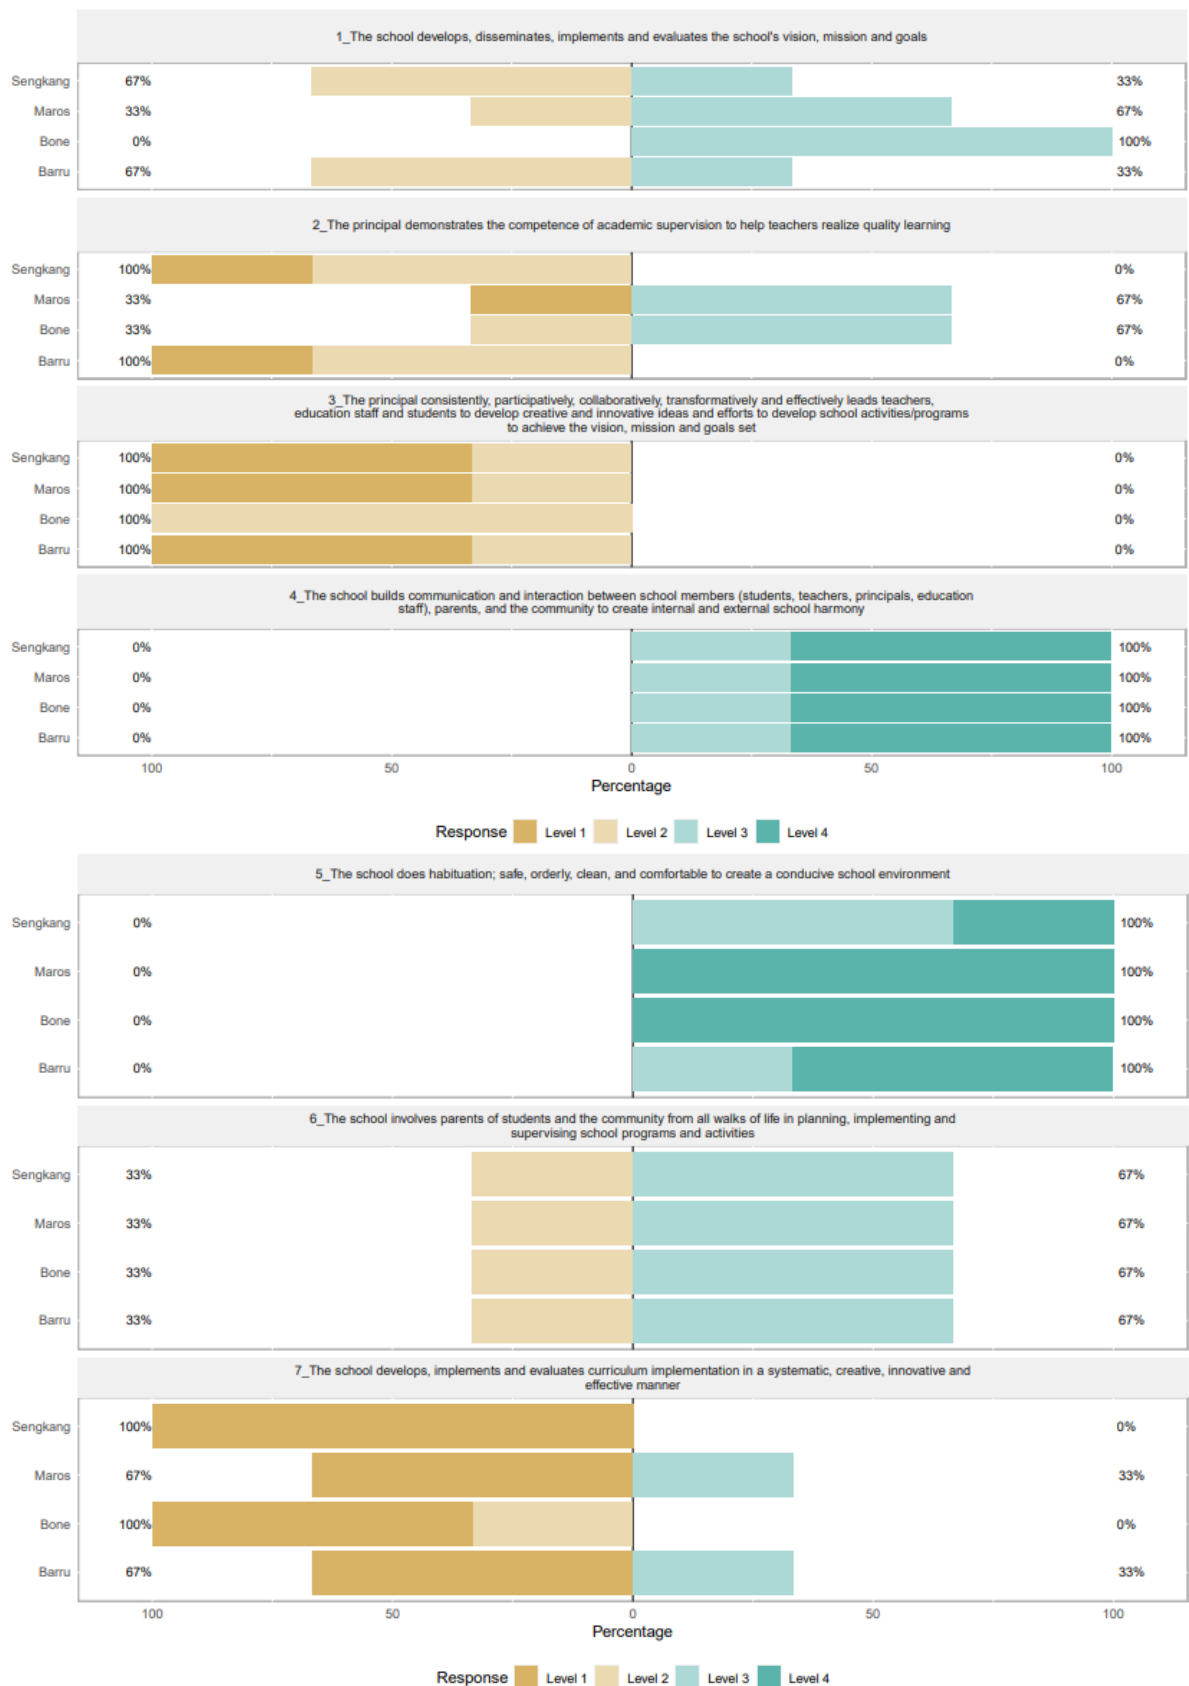 1_The school develops, disseminates, implements and evaluates the school's vision, mission and goals
Sengkang 67% 33%
Maros 33% 67%
Bone 0% 100%
Barru 67% 33%
2_The principal demonstrates the competence of academic supervision to help teachers realize quality learning
Sengkang 100% 0%
Maros 33% 67%
Bone 33% 67%
Barru 100% 0%
3_The principal consistently, participatively, collaboratively, transformatively and effectively leads teachers,
education staff and students to develop creative and innovative ideas and efforts to develop school activities/programs
to achieve the vision, mission and goals set
Sengkang 100% 0%
Maros 100% 0%
Bone 100% 0%
Barru 100% 0%
4_The school builds communication and interaction between school members (students, teachers, principals, education
staff), parents, and the community to create internal and external school harmony
Sengkang 0% 100%
Maros 0% 100%
Bone 0% 100%
Barru 0% 100%
100 50 0 50 100
Percentage
Response Level 1 Level 2 Level 3 Level 4
5_The school does habituation; safe, orderly, clean, and comfortable to create a conducive school environment
Sengkang 0% 100%
Maros 0% 100%
Bone 0% 100%
Barru 0% 100%
6_The school involves parents of students and the community from all walks of life in planning, implementing and
supervising school programs and activities
Sengkang 33% 67%
Maros 33% 67%
Bone 33% 67%
Barru 33% 67%
7_The school develops, implements and evaluates curriculum implementation in a systematic, creative, innovative and
effective manner
Sengkang 100% 0%
Maros 67% 33%
Bone 100% 0%
Barru 67% 33%
100 50 0 50 100
Percentage
Response Level 1 Level 2 Level 3 Level 4